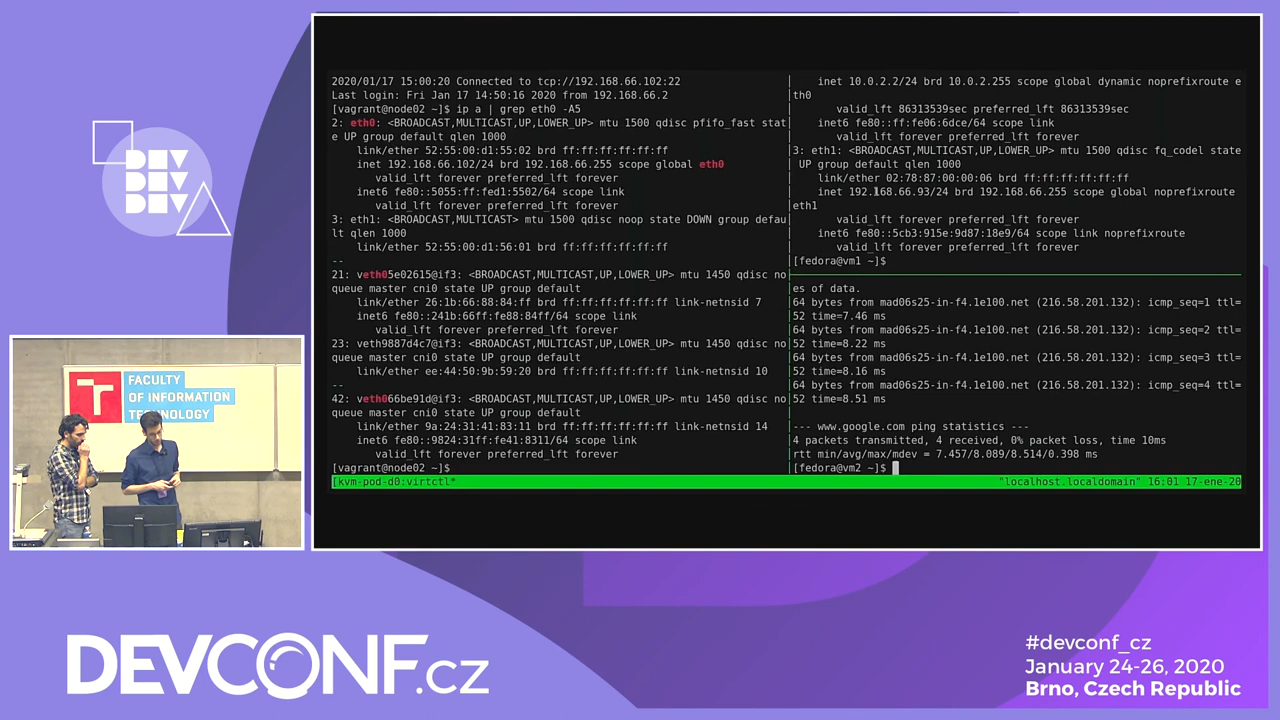 2020/01/17 15:00:20 Connected to tcp://192.168.66.102:22
Last login: Fri Jan 17 14:50:16 2020 from 192.168.66.2
[vagrant@node02 ~]$ ip a | grep eth0 -A5
2: eth0: <BROADCAST,MULTICAST,UP,LOWER_UP> mtu 1500 qdisc pfifo_fast stat
e UP group default qlen 1000
link/ether 52:55:00:d1:55:02 brd ff:ff:ff:ff:ff:ff
inet 192.168.66.102/24 brd 192.168.66.255 scope global eth0
valid_lft forever preferred_lft forever
inet6 fe80::5055:ff:fed1:5502/64 scope link
valid_lft forever preferred_lft forever
3: eth1: <BROADCAST,MULTICAST> mtu 1500 qdisc noop state DOWN group defau
lt qlen 1000
link/ether 52:55:00:d1:56:01 brd ff:ff:ff:ff:ff:ff
--
21: veth05e02615@if3: <BROADCAST,MULTICAST,UP,LOWER_UP> mtu 1450 qdisc no
queue master cni0 state UP group default
link/ether 26:1b:66:88:84:ff brd ff:ff:ff:ff:ff:ff link-netnsid 7
inet6 fe80::241b:66ff:fe88:84ff/64 scope link
valid_lft forever preferred_lft forever
23: veth9887d4c7@if3: <BROADCAST,MULTICAST,UP,LOWER_UP> mtu 1450 qdisc no
queue master cni0 state UP group default
link/ether ee:44:50:9b:59:20 brd ff:ff:ff:ff:ff:ff link-netnsid 10
--
42: veth066be91d@if3: <BROADCAST,MULTICAST,UP,LOWER_UP> mtu 1450 qdisc no
queue master cni0 state UP group default
link/ether 9a:24:31:41:83:11 brd ff:ff:ff:ff:ff:ff link-netnsid 14
inet6 fe80::9824:31ff:fe41:8311/64 scope link
valid_lft forever preferred_lft forever
[vagrant@node02 ~]$
inet 10.0.2.2/24 brd 10.0.2.255 scope global dynamic noprefixroute e
th0
valid_lft 86313539sec preferred_lft 86313539sec
inet6 fe80::ff:fe06:6dce/64 scope link
valid_lft forever preferred_lft forever
3: eth1: <BROADCAST,MULTICAST,UP,LOWER_UP> mtu 1500 qdisc fq_codel state
UP group default qlen 1000
link/ether 02:78:87:00:00:06 brd ff:ff:ff:ff:ff:ff
inet 192.168.66.93/24 brd 192.168.66.255 scope global noprefixroute
eth1
valid_lft forever preferred_lft forever
inet6 fe80::5cb3:915e:9d87:18e9/64 scope link noprefixroute
valid_lft forever preferred_lft forever
[fedora@vm1 ~]$
es of data.
64 bytes from mad06s25-in-f4.1e100.net (216.58.201.132): icmp_seq=1 ttl=
52 time=7.46 ms
64 bytes from mad06s25-in-f4.1e100.net (216.58.201.132): icmp_seq=2 ttl=
52 time=8.22 ms
64 bytes from mad06s25-in-f4.1e100.net (216.58.201.132): icmp_seq=3 ttl=
52 time=8.16 ms
64 bytes from mad06s25-in-f4.1e100.net (216.58.201.132): icmp_seq=4 ttl=
52 time=8.51 ms
--- www.google.com ping statistics ---
4 packets transmitted, 4 received, 0% packet loss, time 10ms
rtt min/avg/max/mdev = 7.457/8.089/8.514/0.398 ms
[fedora@vm2 ~]$
[kvm-pod-d0:virtctl* "localhost.localdomain" 16:01 17-ene-20
DEV
DEV
DEV
FACULTY
OF INFORMATION
TECHNOLOGY
DEVCONF.cz
#devconf_cz
January 24-26, 2020
Brno, Czech Republic